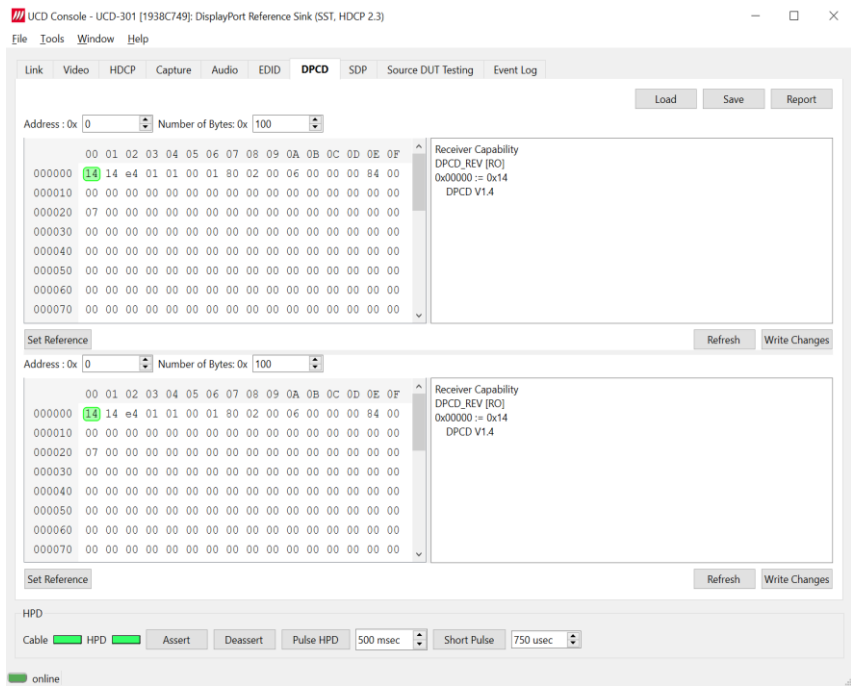 UCD Console - UCD-301 [1938C749]: DisplayPort Reference Sink (SST, HDCP 2.3)
File Tools Window Help
Link Video HDCP Capture Audio EDID DPCD SDP Source DUT Testing Event Log
Load Save Report
Address : 0x 0 Number of Bytes: 0x 100
00 01 02 03 04 05 06 07 08 09 0A 0B 0C 0D 0E 0F
000000 14 14 e4 01 01 00 01 80 02 00 06 00 00 00 84 00
000010 00 00 00 00 00 00 00 00 00 00 00 00 00 00 00 00
000020 07 00 00 00 00 00 00 00 00 00 00 00 00 00 00 00
000030 00 00 00 00 00 00 00 00 00 00 00 00 00 00 00 00
000040 00 00 00 00 00 00 00 00 00 00 00 00 00 00 00 00
000050 00 00 00 00 00 00 00 00 00 00 00 00 00 00 00 00
000060 00 00 00 00 00 00 00 00 00 00 00 00 00 00 00 00
000070 00 00 00 00 00 00 00 00 00 00 00 00 00 00 00 00
Receiver Capability
DPCD_REV [RO]
0x00000 := 0x14
DPCD V1.4
Set Reference Refresh Write Changes
Address : 0x 0 Number of Bytes: 0x 100
00 01 02 03 04 05 06 07 08 09 0A 0B 0C 0D 0E 0F
000000 14 14 e4 01 01 00 01 80 02 00 06 00 00 00 84 00
000010 00 00 00 00 00 00 00 00 00 00 00 00 00 00 00 00
000020 07 00 00 00 00 00 00 00 00 00 00 00 00 00 00 00
000030 00 00 00 00 00 00 00 00 00 00 00 00 00 00 00 00
000040 00 00 00 00 00 00 00 00 00 00 00 00 00 00 00 00
000050 00 00 00 00 00 00 00 00 00 00 00 00 00 00 00 00
000060 00 00 00 00 00 00 00 00 00 00 00 00 00 00 00 00
000070 00 00 00 00 00 00 00 00 00 00 00 00 00 00 00 00
Receiver Capability
DPCD_REV [RO]
0x00000 := 0x14
DPCD V1.4
Set Reference Refresh Write Changes
HPD
Cable HPD Assert Deassert Pulse HPD 500 msec Short Pulse 750 usec
online